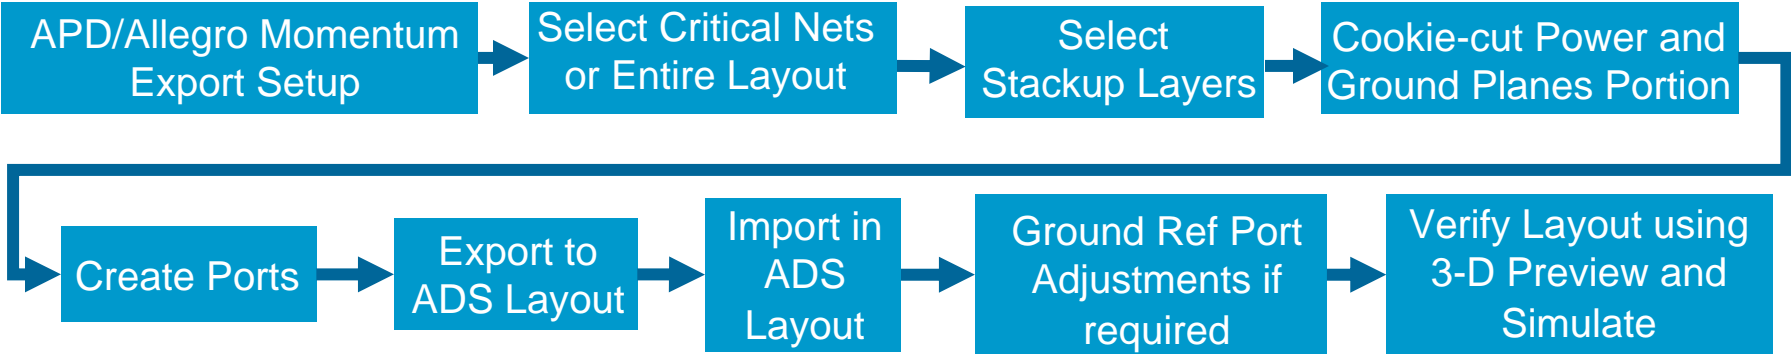 APD/Allegro Momentum
Export Setup
Select Critical Nets
or Entire Layout
Select
Stackup Layers
Cookie-cut Power and
Ground Planes Portion
Create Ports
Export to
ADS Layout
Import in
ADS
Layout
Ground Ref Port
Adjustments if
required
Verify Layout using
3-D Preview and
Simulate